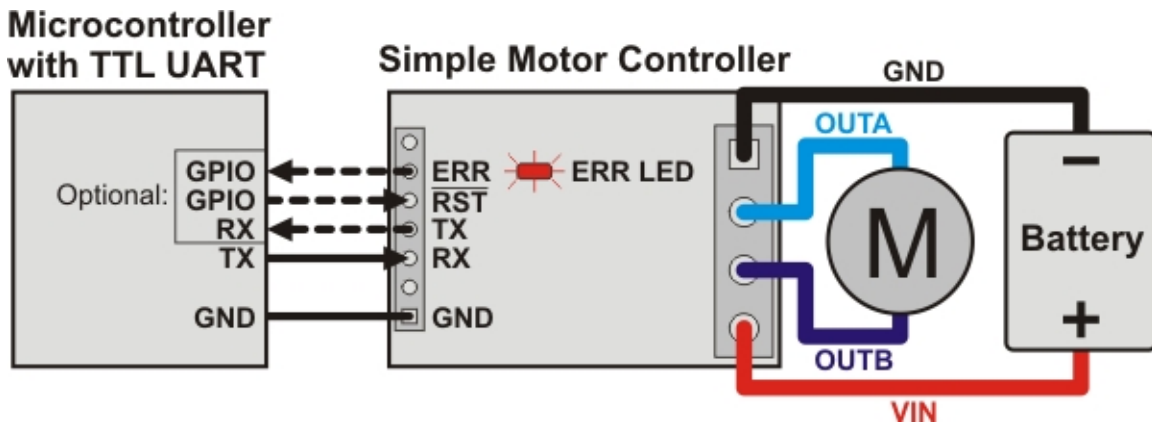 Microcontroller
with TTL UART
Simple Motor Controller
GND
OUTA
Optional:
GPIO
GPIO
RX
TX
GND
ERR
RST
TX
RX
GND
ERR LED
M
−
Battery
+
OUTB
VIN